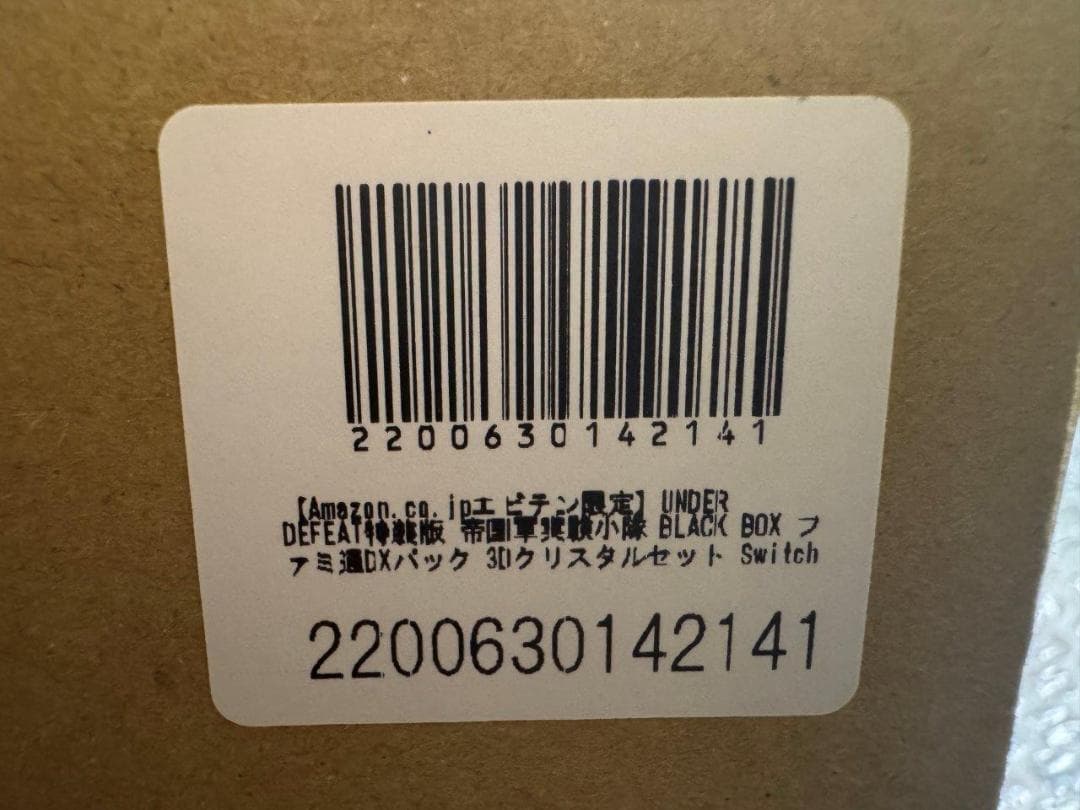 2200630142141
【Amazon.co.jpエビテン限定】UNDER
DEFEAT特装版 帝国軍実験小隊 BLACK BOX フ
ァミ通DXパック 3Dクリスタルセット Switch
2200630142141